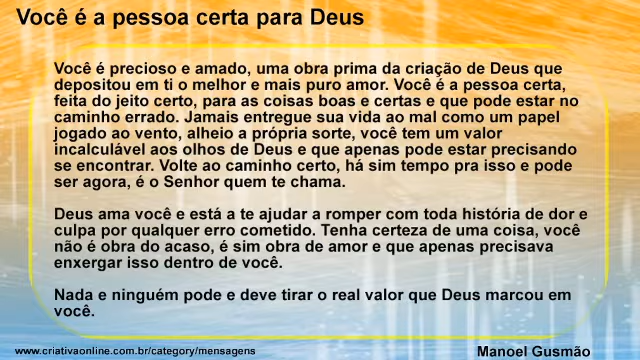 Você é a pessoa certa para Deus
Você é precioso e amado, uma obra prima da criação de Deus que
depositou em ti o melhor e mais puro amor. Você é a pessoa certa,
feita do jeito certo, para as coisas boas e certas e que pode estar no
caminho errado. Jamais entregue sua vida ao mal como um papel
jogado ao vento, alheio a própria sorte, você tem um valor
incalculável aos olhos de Deus e que apenas pode estar precisando
se encontrar. Volte ao caminho certo, há sim tempo pra isso e pode
ser agora, é o Senhor quem te chama.
Deus ama você e está a te ajudar a romper com toda história de dor e
culpa por qualquer erro cometido. Tenha certeza de uma coisa, você
não é obra do acaso, é sim obra de amor e que apenas precisava
enxergar isso dentro de você.
Nada e ninguém pode e deve tirar o real valor que Deus marcou em
você.
www.criativaonline.com.br/category/mensagens
Manoel Gusmão